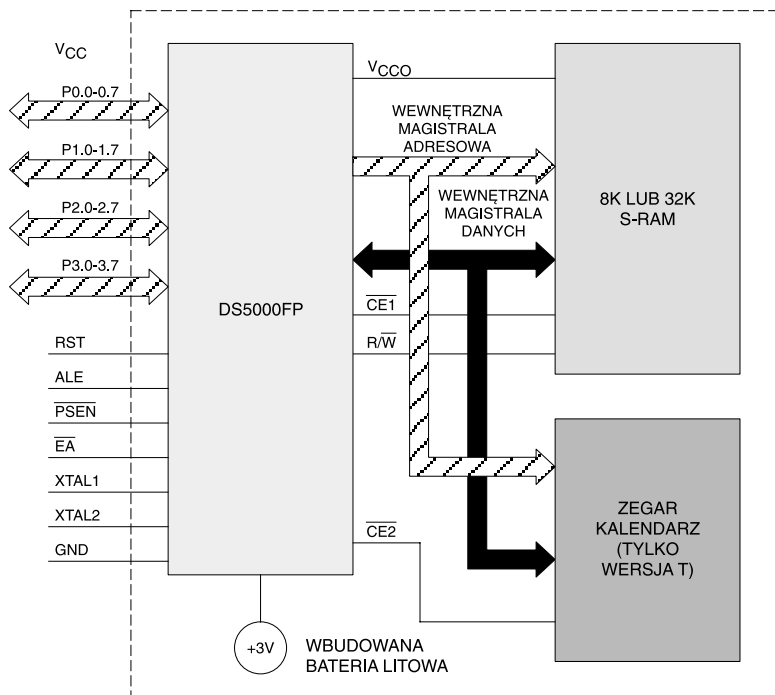 VCC
P0.0-0.7
P1.0-1.7
P2.0-2.7
P3.0-3.7
RST
ALE
PSEN
EA
XTAL1
XTAL2
GND
DS5000FP
+3V
WBUDOWANA
BATERIA LITOWA
VCCO
WEWNĘTRZNA
MAGISTRALA
ADRESOWA
WEWNĘTRZNA
MAGISTRALA
DANYCH
CE1
R/W
CE2
8K LUB 32K
S-RAM
ZEGAR
KALENDARZ
(TYLKO
WERSJA T)